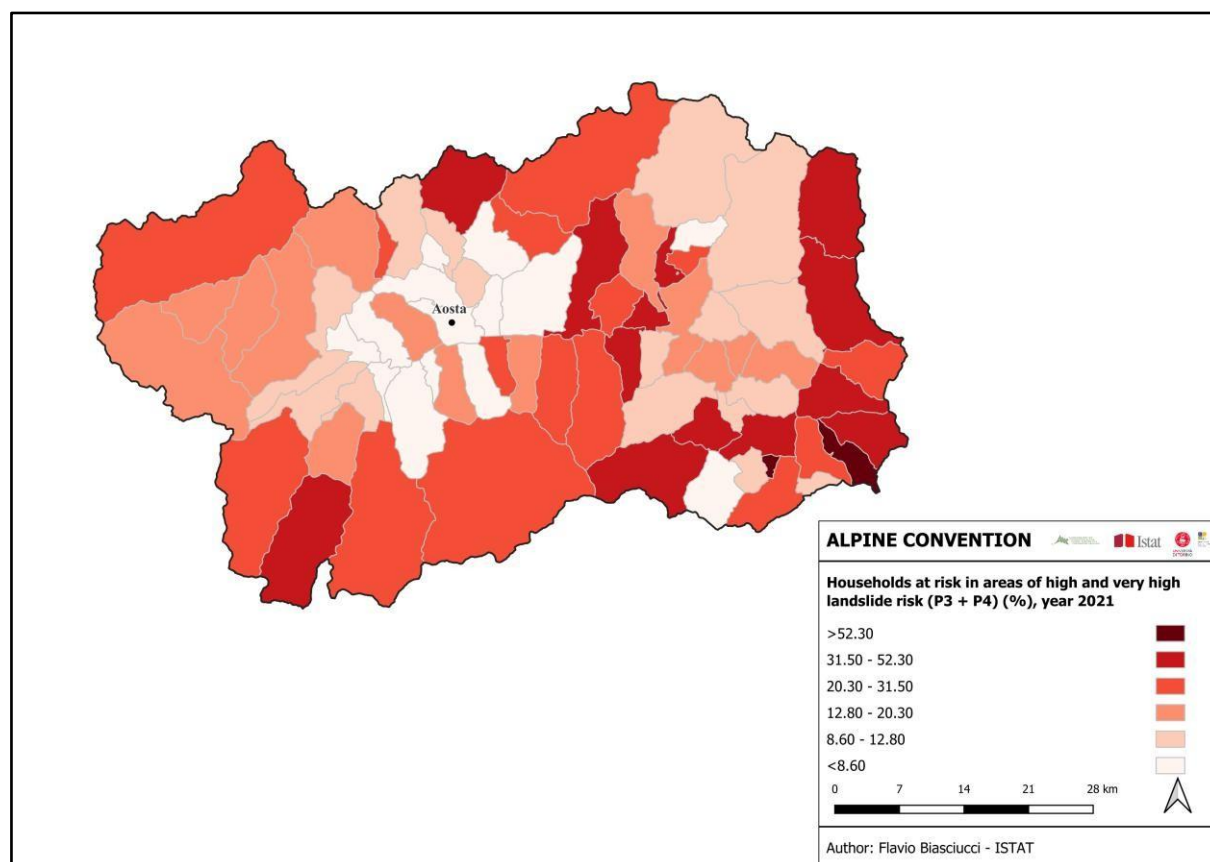 Aosta
ALPINE CONVENTION
Istat
Households at risk in areas of high and very high
landslide risk (P3 + P4) (%), year 2021
>52.30
31.50 - 52.30
20.30 - 31.50
12.80 - 20.30
8.60 - 12.80
<8.60
0 7 14 21 28 km
Author: Flavio Biasciucci - ISTAT